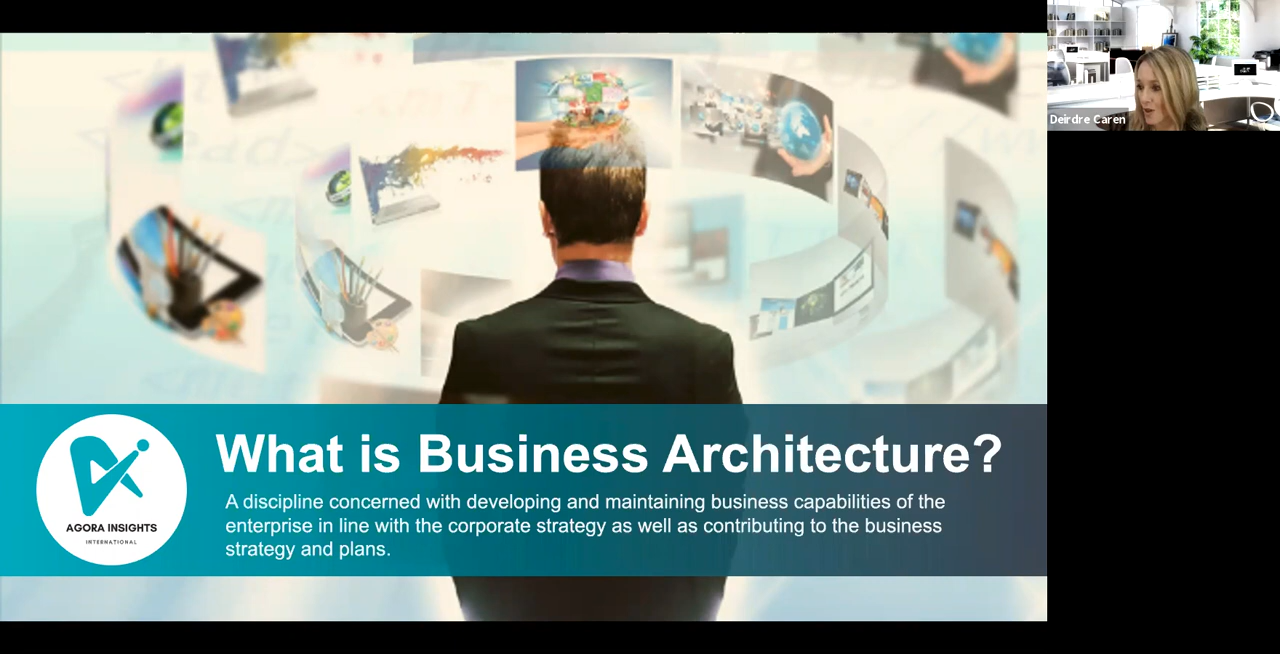 Deirdre Caren
What is Business Architecture?
A discipline concerned with developing and maintaining business capabilities of the
enterprise in line with the corporate strategy as well as contributing to the business
strategy and plans.
AGORA INSIGHTS
INTERNATIONAL